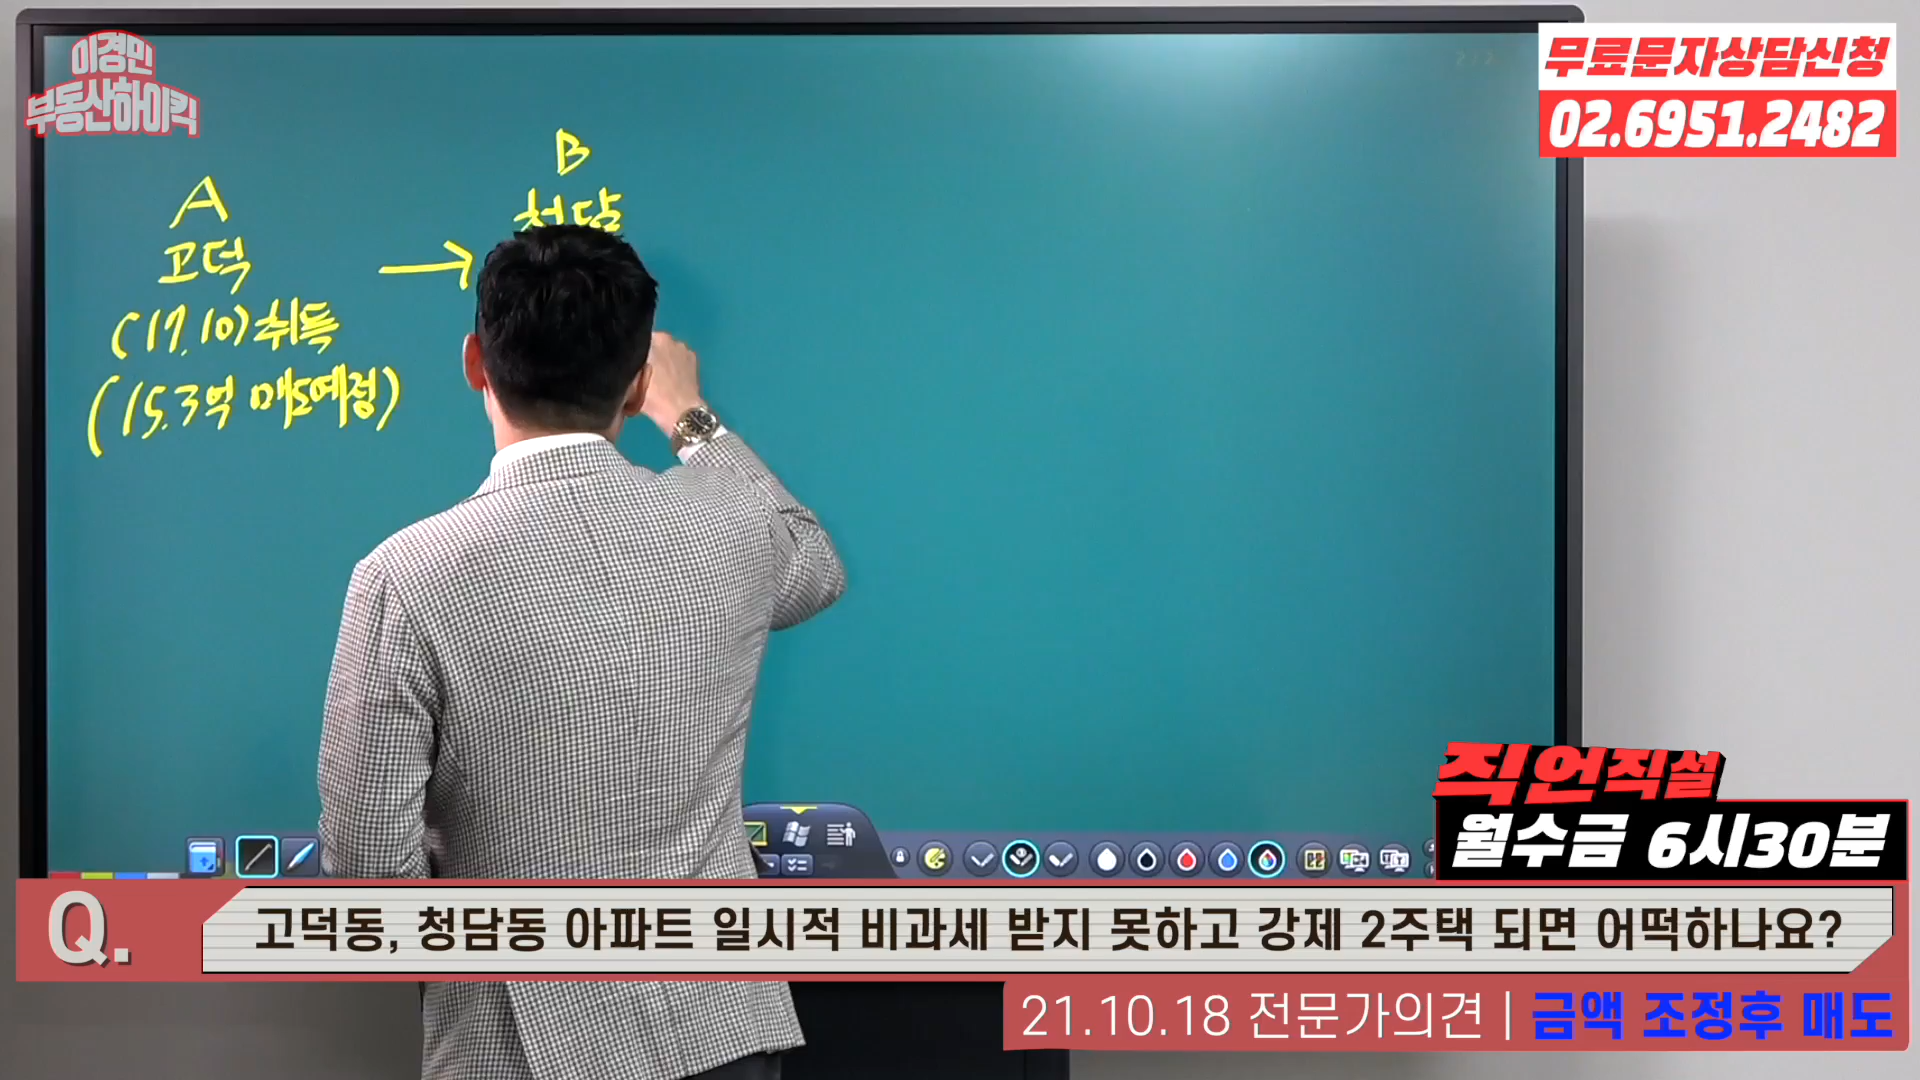 이경민
부동산하이킥
무료문자상담신청
02.6951.2482
A
고덕
(17.10)취득
(15.3억 매도예정)
→
B
청담
직언직설
월수금 6시30분
Q.
고덕동, 청담동 아파트 일시적 비과세 받지 못하고 강제 2주택 되면 어떡하나요?
21.10.18 전문가의견 | 금액 조정후 매도